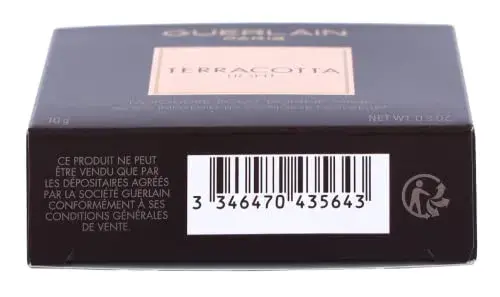 GUERLAIN
PARIS
TERRACOTTA
LIGHT
10 g
NET WT. 0.3 OZ.
CE PRODUIT NE PEUT
ÊTRE VENDU QUE PAR
LES DÉPOSITAIRES AGRÉÉS
PAR LA SOCIÉTÉ GUERLAIN
CONFORMÉMENT À SES
CONDITIONS GÉNÉRALES
DE VENTE.
3 346470 435643